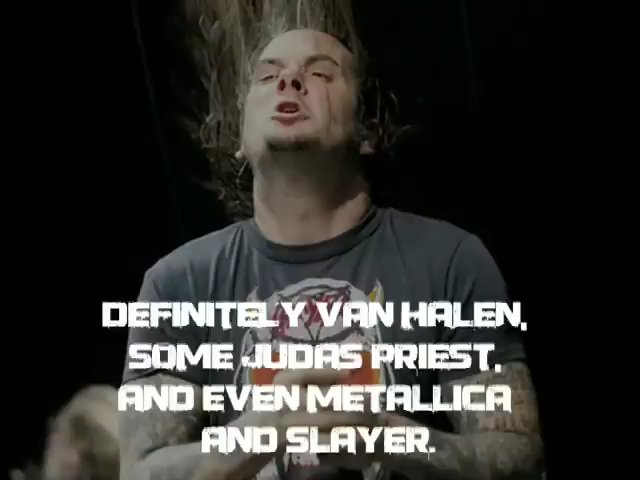 DEFINITELY VAN HALEN,
SOME JUDAS PRIEST,
AND EVEN METALLICA
AND SLAYER.